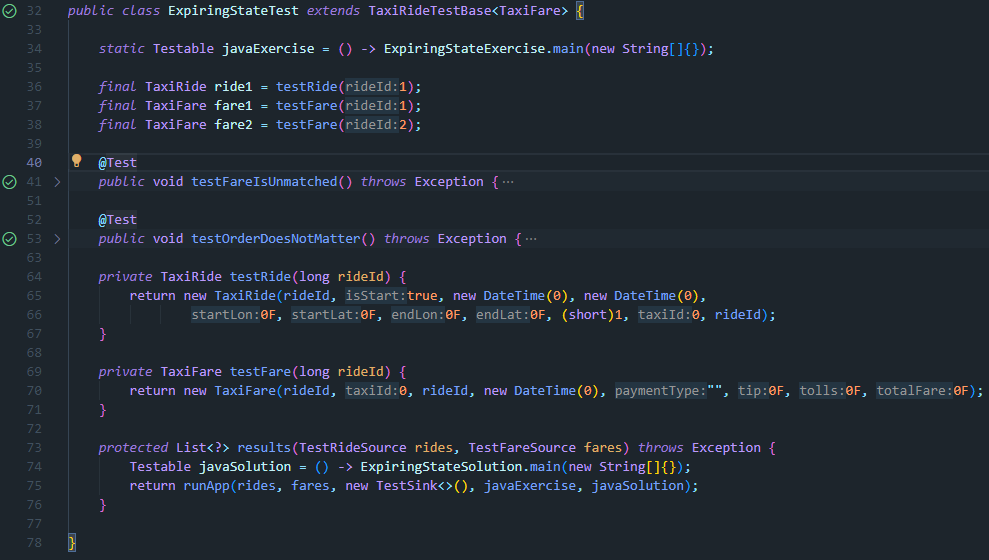 32 public class ExpiringStateTest extends TaxiRideTestBase<TaxiFare> {
33
34 static Testable javaExercise = () -> ExpiringStateExercise.main(new String[]{});
35
36 final TaxiRide ride1 = testRide(rideId:1);
37 final TaxiFare fare1 = testFare(rideId:1);
38 final TaxiFare fare2 = testFare(rideId:2);
39
40 @Test
41 public void testFareIsUnmatched() throws Exception { ···
51
52 @Test
53 public void testOrderDoesNotMatter() throws Exception { ···
63
64 private TaxiRide testRide(long rideId) {
65 return new TaxiRide(rideId, isStart:true, new DateTime(0), new DateTime(0),
66 startLon:0F, startLat:0F, endLon:0F, endLat:0F, (short)1, taxiId:0, rideId);
67 }
68
69 private TaxiFare testFare(long rideId) {
70 return new TaxiFare(rideId, taxiId:0, rideId, new DateTime(0), paymentType:"", tip:0F, tolls:0F, totalFare:0F);
71 }
72
73 protected List<?> results(TestRideSource rides, TestFareSource fares) throws Exception {
74 Testable javaSolution = () -> ExpiringStateSolution.main(new String[]{});
75 return runApp(rides, fares, new TestSink<>(), javaExercise, javaSolution);
76 }
77
78 }